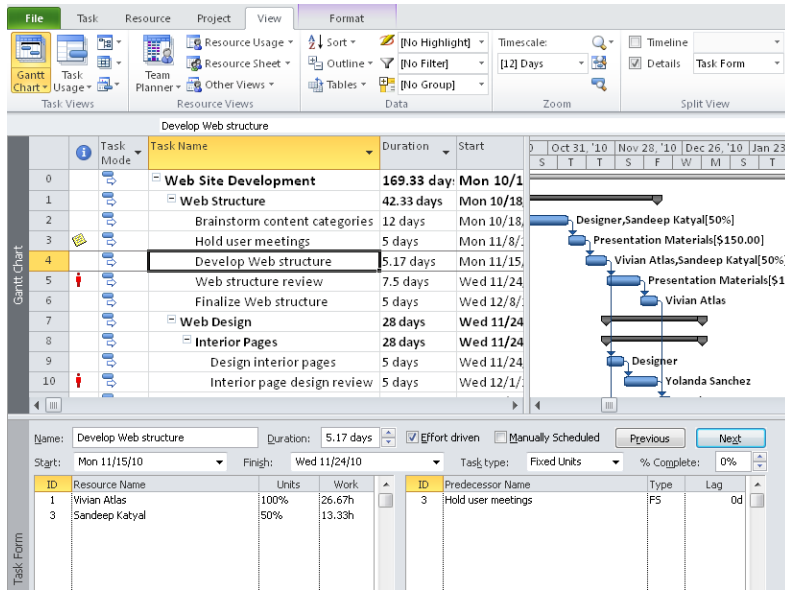 File Task Resource Project View Format
Resource Usage Sort [No Highlight] Timescale: Timeline
Resource Sheet Outline [No Filter] [12] Days Details Task Form
Gantt Chart Task Usage Team Planner Other Views Tables [No Group]
Task Views Resource Views Data Zoom Split View
Develop Web structure
Task Mode Task Name Duration Start Oct 31, '10 Nov 28, '10 Dec 26, '10 Jan 23
S T T S F W M S T
0 Web Site Development 169.33 day Mon 10/1
1 Web Structure 42.33 days Mon 10/18,
2 Brainstorm content categories 12 days Mon 10/18, Designer,Sandeep Katyal[50%]
3 Hold user meetings 5 days Mon 11/8/ Presentation Materials[$150.00]
4 Develop Web structure 5.17 days Mon 11/15, Vivian Atlas,Sandeep Katyal[50%]
5 Web structure review 7.5 days Wed 11/24 Presentation Materials[$1
6 Finalize Web structure 5 days Wed 12/8/ Vivian Atlas
7 Web Design 28 days Wed 11/24
8 Interior Pages 28 days Wed 11/24
9 Design interior pages 5 days Wed 11/24 Designer
10 Interior page design review 5 days Wed 12/1/ Yolanda Sanchez
Gantt Chart
Name: Develop Web structure Duration: 5.17 days Effort driven Manually Scheduled Previous Next
Start: Mon 11/15/10 Finish: Wed 11/24/10 Task type: Fixed Units % Complete: 0%
ID Resource Name Units Work ID Predecessor Name Type Lag
1 Vivian Atlas 100% 26.67h 3 Hold user meetings FS 0d
3 Sandeep Katyal 50% 13.33h
Task Form